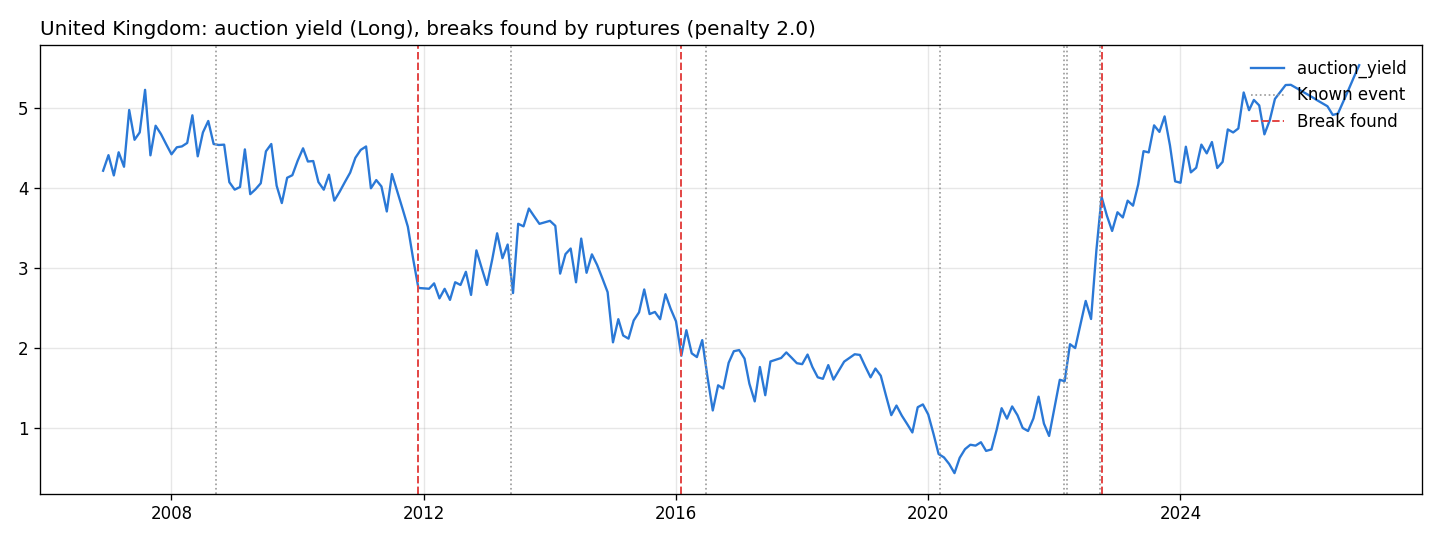 United Kingdom: auction yield (Long), breaks found by ruptures (penalty 2.0)
auction_yield
Known event
Break found
5
4
3
2
1
2008
2012
2016
2020
2024